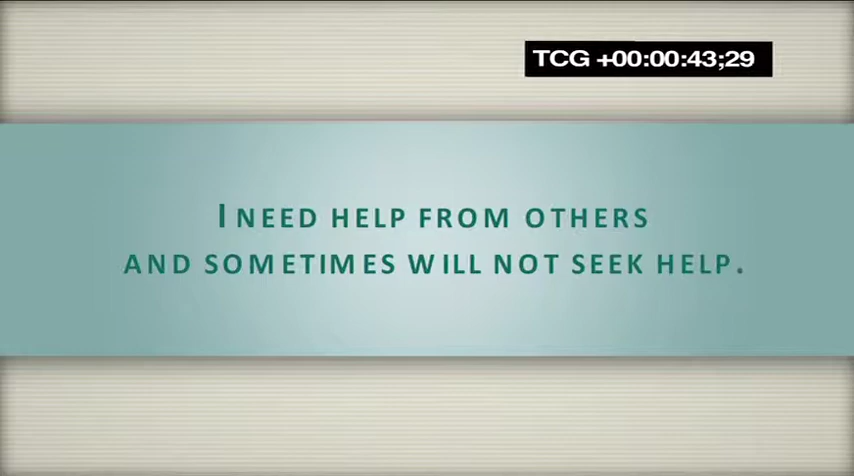 TCG +00:00:43;29
I NEED HELP FROM OTHERS
AND SOMETIMES WILL NOT SEEK HELP.